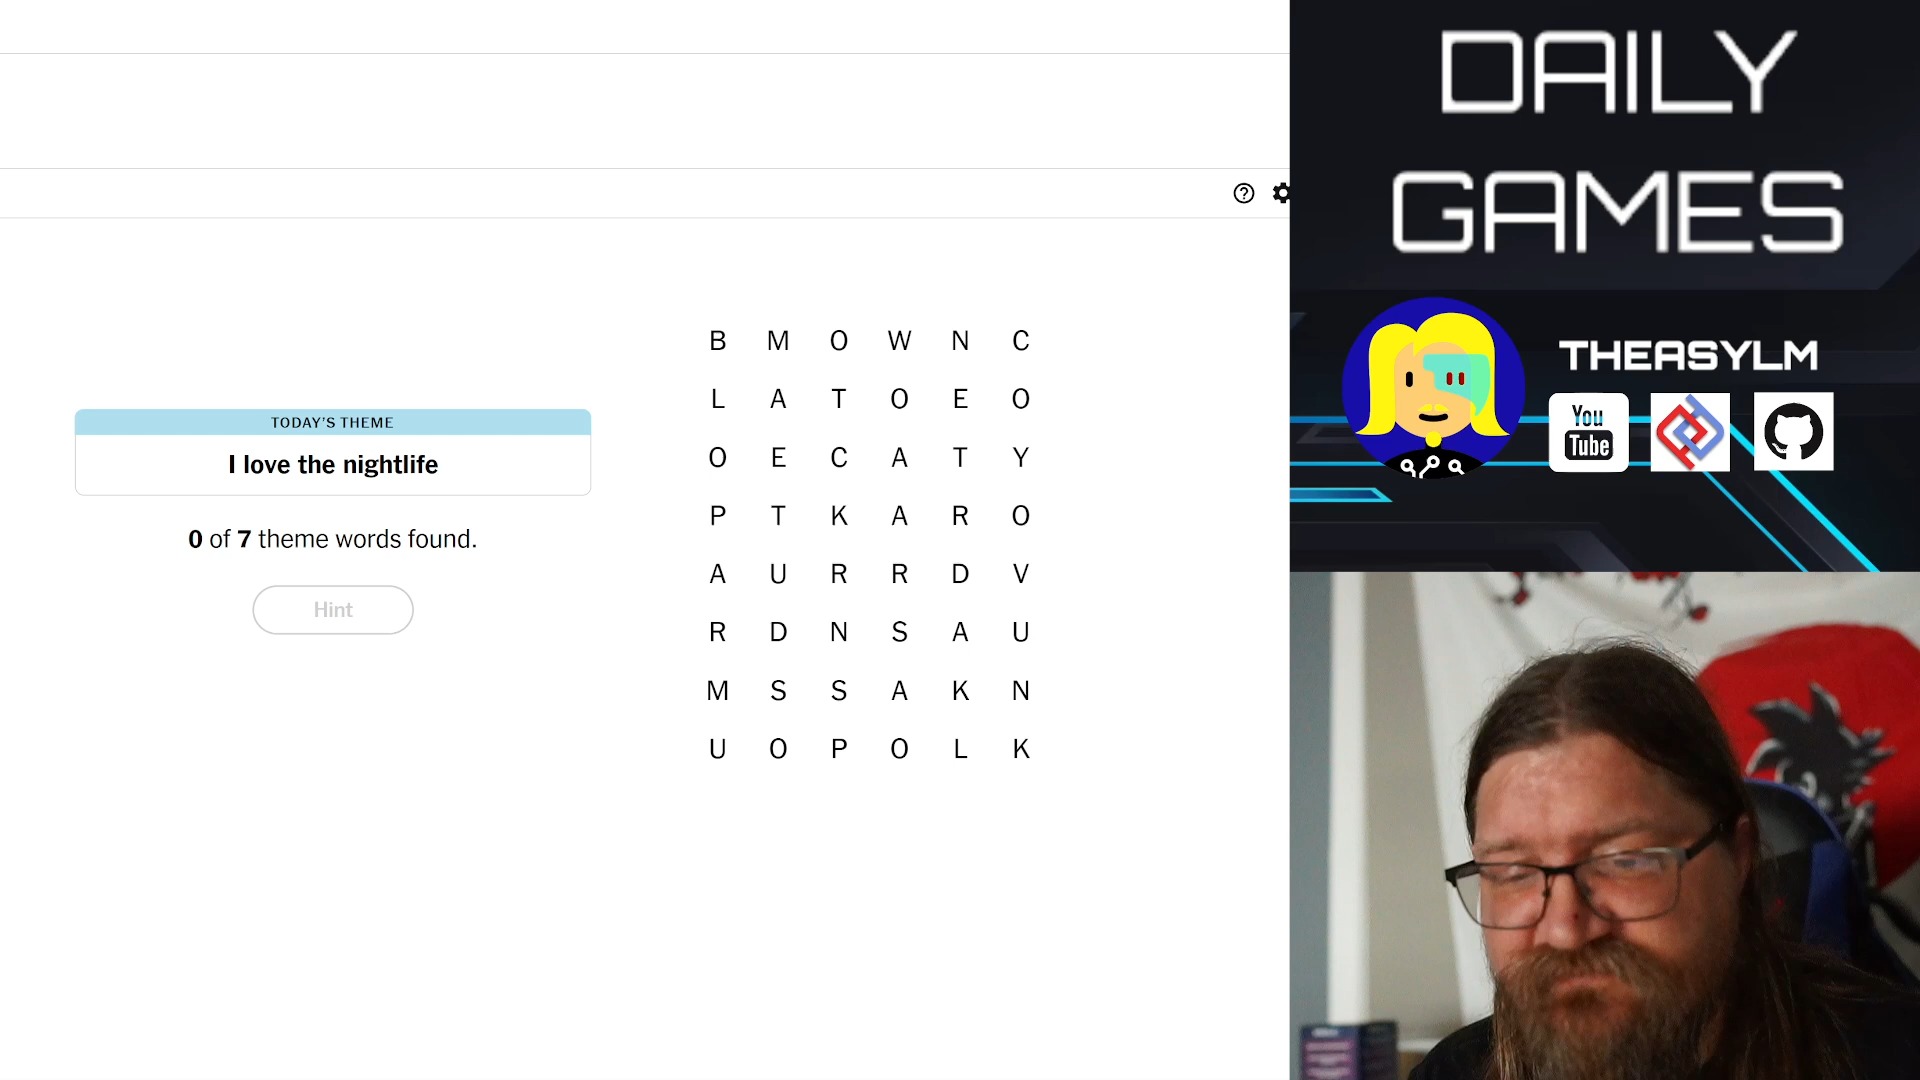 DAILY
GAMES
THEASYLM
You
Tube
TODAY'S THEME
I love the nightlife
0 of 7 theme words found.
Hint
B M O W N C
L A T O E O
O E C A T Y
P T K A R O
A U R R D V
R D N S A U
M S S A K N
U O P O L K